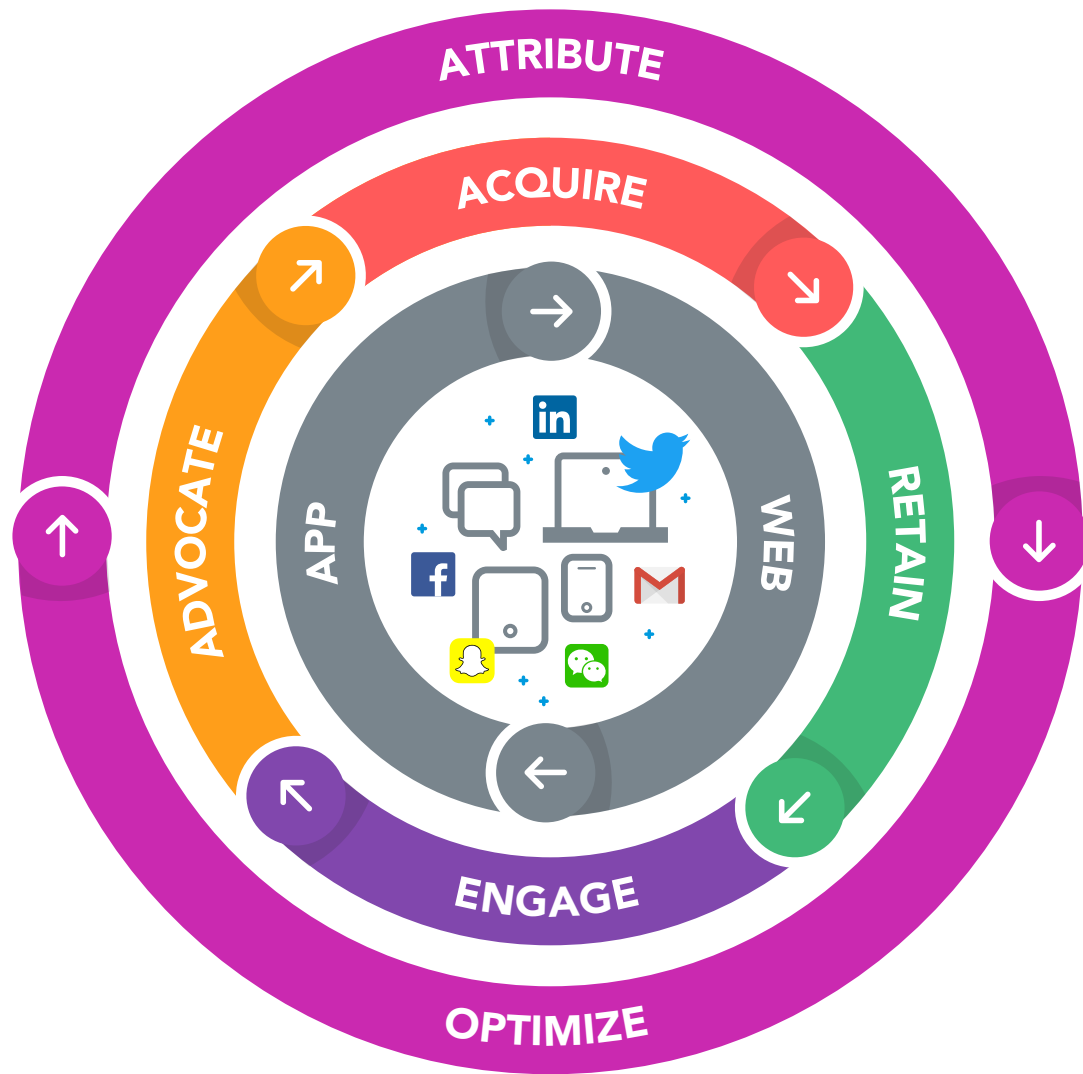 ATTRIBUTE
ACQUIRE
in
APP
WEB
f
ADVOCATE
RETAIN
ENGAGE
OPTIMIZE